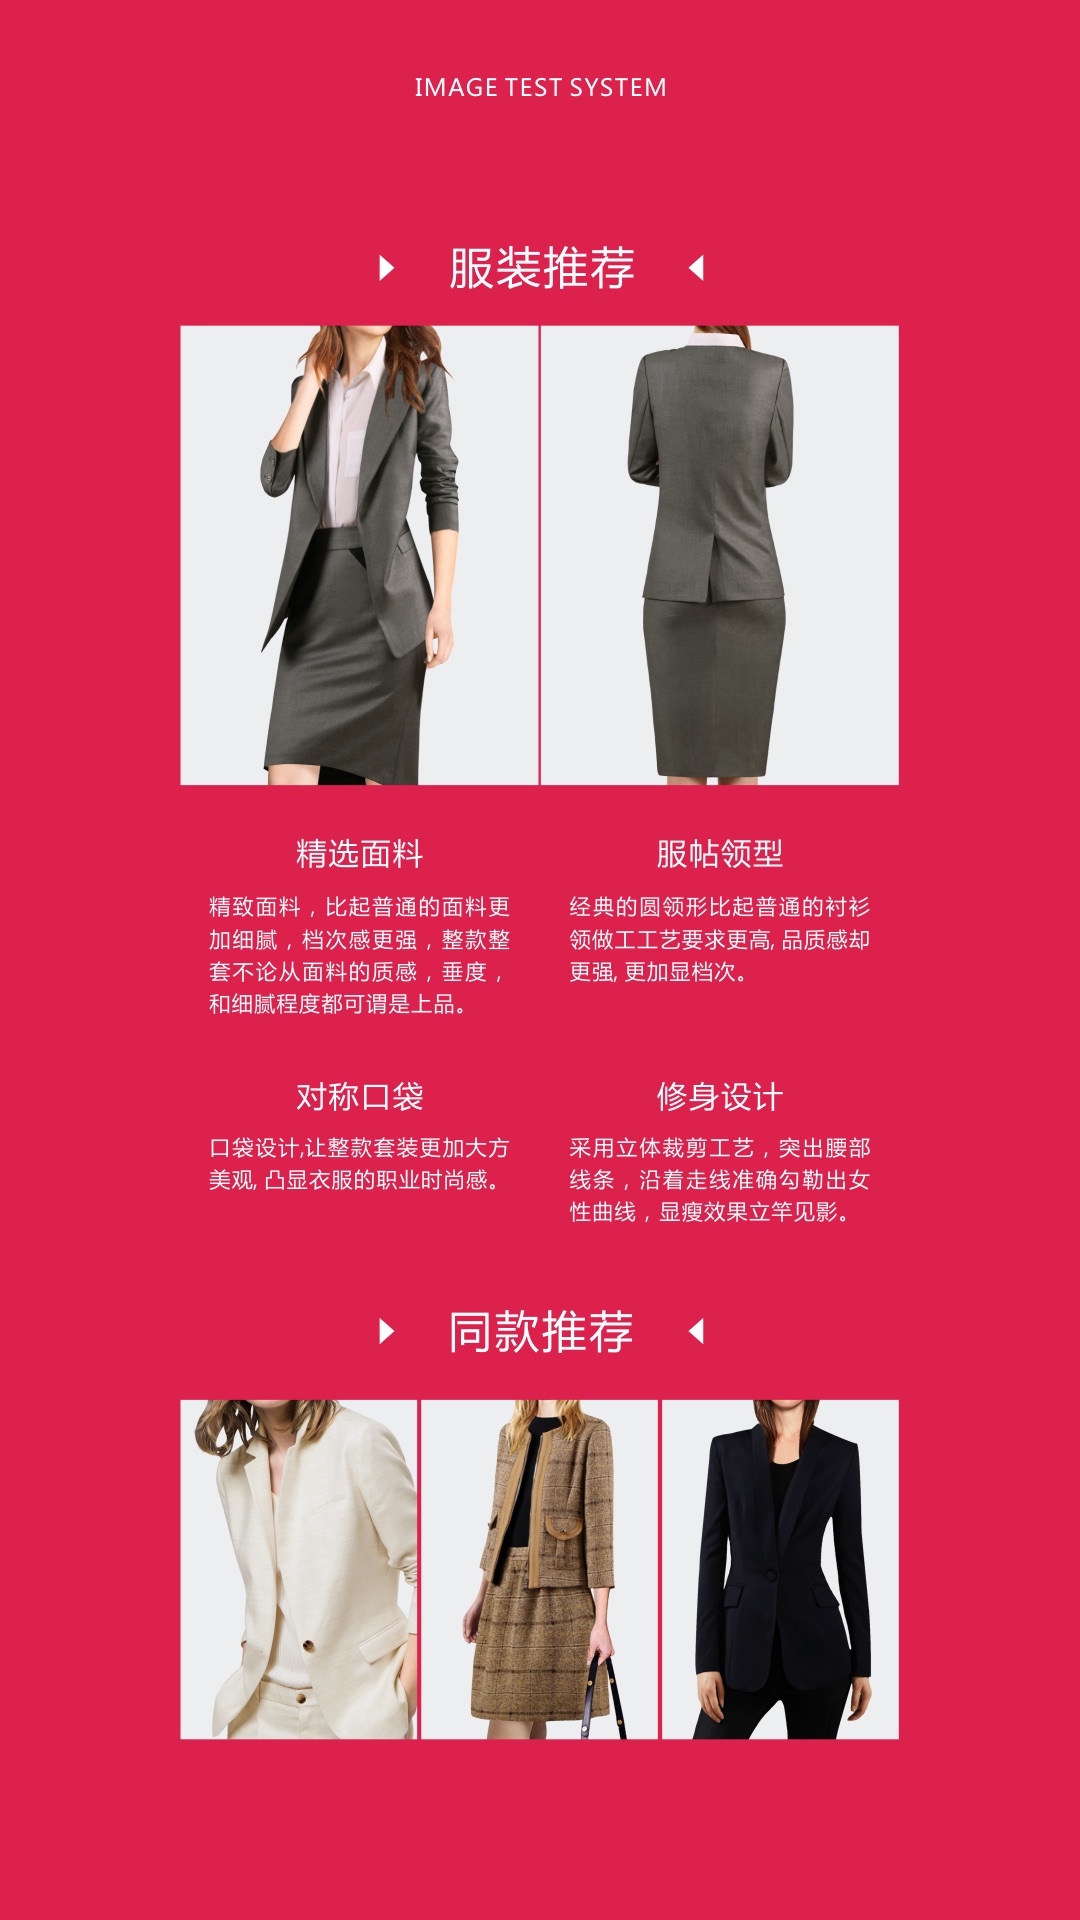 IMAGE TEST SYSTEM
服装推荐
精选面料
精致面料，比起普通的面料更
加细腻，档次感更强，整款整
套不论从面料的质感，垂度，
和细腻程度都可谓是上品。
服帖领型
经典的圆领形比起普通的衬衫
领做工工艺要求更高, 品质感却
更强, 更加显档次。
对称口袋
口袋设计,让整款套装更加大方
美观, 凸显衣服的职业时尚感。
修身设计
采用立体裁剪工艺，突出腰部
线条，沿着走线准确勾勒出女
性曲线，显瘦效果立竿见影。
同款推荐